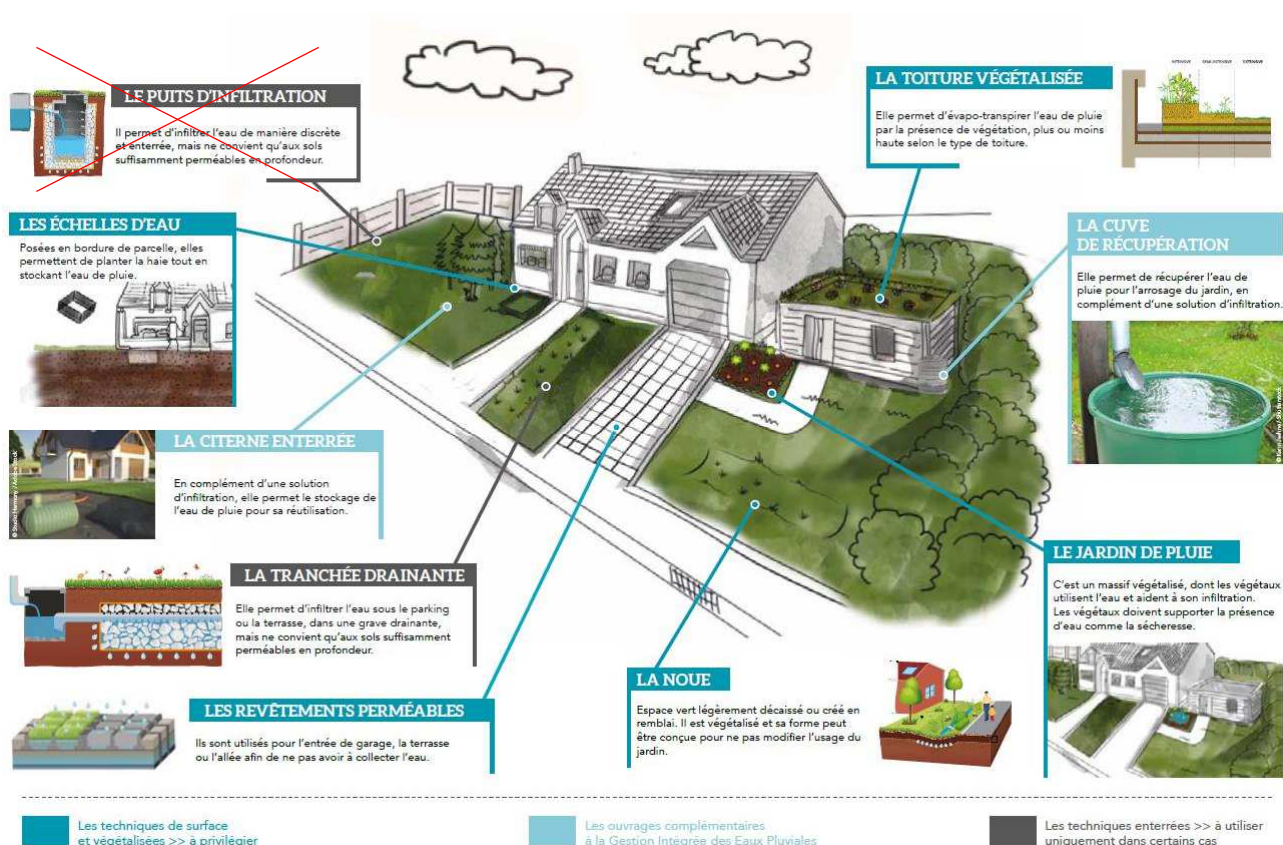 LE PUITS D'INFILTRATION
Il permet d'infiltrer l'eau de manière discrète
et enterrée, mais ne convient qu'aux sols
suffisamment perméables en profondeur.
LES ÉCHELLES D'EAU
Posées en bordure de parcelle, elles
permettent de planter la haie tout en
stockant l'eau de pluie.
LA CITERNE ENTERRÉE
En complément d'une solution
d'infiltration, elle permet le stockage de
l'eau de pluie pour sa réutilisation.
LA TRANCHÉE DRAINANTE
Elle permet d'infiltrer l'eau sous le parking
ou la terrasse, dans une grave drainante,
mais ne convient qu'aux sols suffisamment
perméables en profondeur.
LES REVÊTEMENTS PERMÉABLES
Ils sont utilisés pour l'entrée de garage, la terrasse
ou l'allée afin de ne pas avoir à collecter l'eau.
LA TOITURE VÉGÉTALISÉE
Elle permet d'évapo-transpirer l'eau de pluie
par la présence de végétation, plus ou moins
haute selon le type de toiture.
INTENSIVE SEMI-INTENSIVE EXTENSIVE
LA CUVE
DE RÉCUPÉRATION
Elle permet de récupérer l'eau de
pluie pour l'arrosage du jardin, en
complément d'une solution d'infiltration.
LE JARDIN DE PLUIE
C'est un massif végétalisé, dont les végétaux
utilisent l'eau et aident à son infiltration.
Les végétaux doivent supporter la présence
d'eau comme la sécheresse.
LA NOUE
Espace vert légèrement décaissé ou créé en
remblai. Il est végétalisé et sa forme peut
être conçue pour ne pas modifier l'usage du
jardin.
Les techniques de surface
et végétalisées >> à privilégier
Les ouvrages complémentaires
à la Gestion Intégrée des Eaux Pluviales
Les techniques enterrées >> à utiliser
uniquement dans certains cas